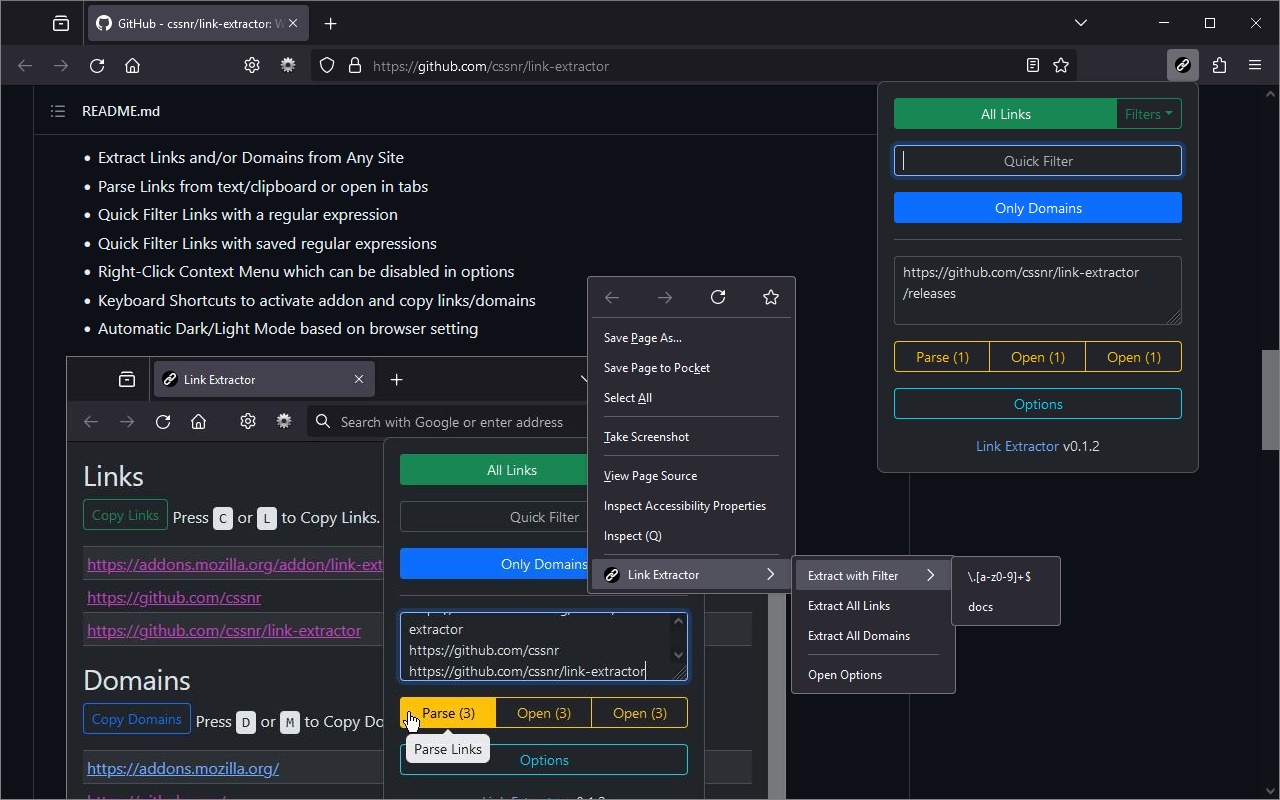 GitHub - cssnr/link-extractor: W
https://github.com/cssnr/link-extractor
README.md
Extract Links and/or Domains from Any Site
Parse Links from text/clipboard or open in tabs
Quick Filter Links with a regular expression
Quick Filter Links with saved regular expressions
Right-Click Context Menu which can be disabled in options
Keyboard Shortcuts to activate addon and copy links/domains
Automatic Dark/Light Mode based on browser setting
All Links
Filters
Quick Filter
Only Domains
https://github.com/cssnr/link-extractor
/releases
Parse (1)
Open (1)
Open (1)
Options
Link Extractor v0.1.2
Save Page As...
Save Page to Pocket
Select All
Take Screenshot
View Page Source
Inspect Accessibility Properties
Inspect (Q)
Link Extractor
Extract with Filter
Extract All Links
Extract All Domains
Open Options
\.[a-z0-9]+$
docs
Link Extractor
Search with Google or enter address
Links
Copy Links Press C or L to Copy Links.
https://addons.mozilla.org/addon/link-ext
https://github.com/cssnr
https://github.com/cssnr/link-extractor
Domains
Copy Domains Press D or M to Copy Do
https://addons.mozilla.org/
All Links
Quick Filter
Only Domains
extractor
https://github.com/cssnr
https://github.com/cssnr/link-extractor
Parse (3)
Open (3)
Open (3)
Parse Links
Options